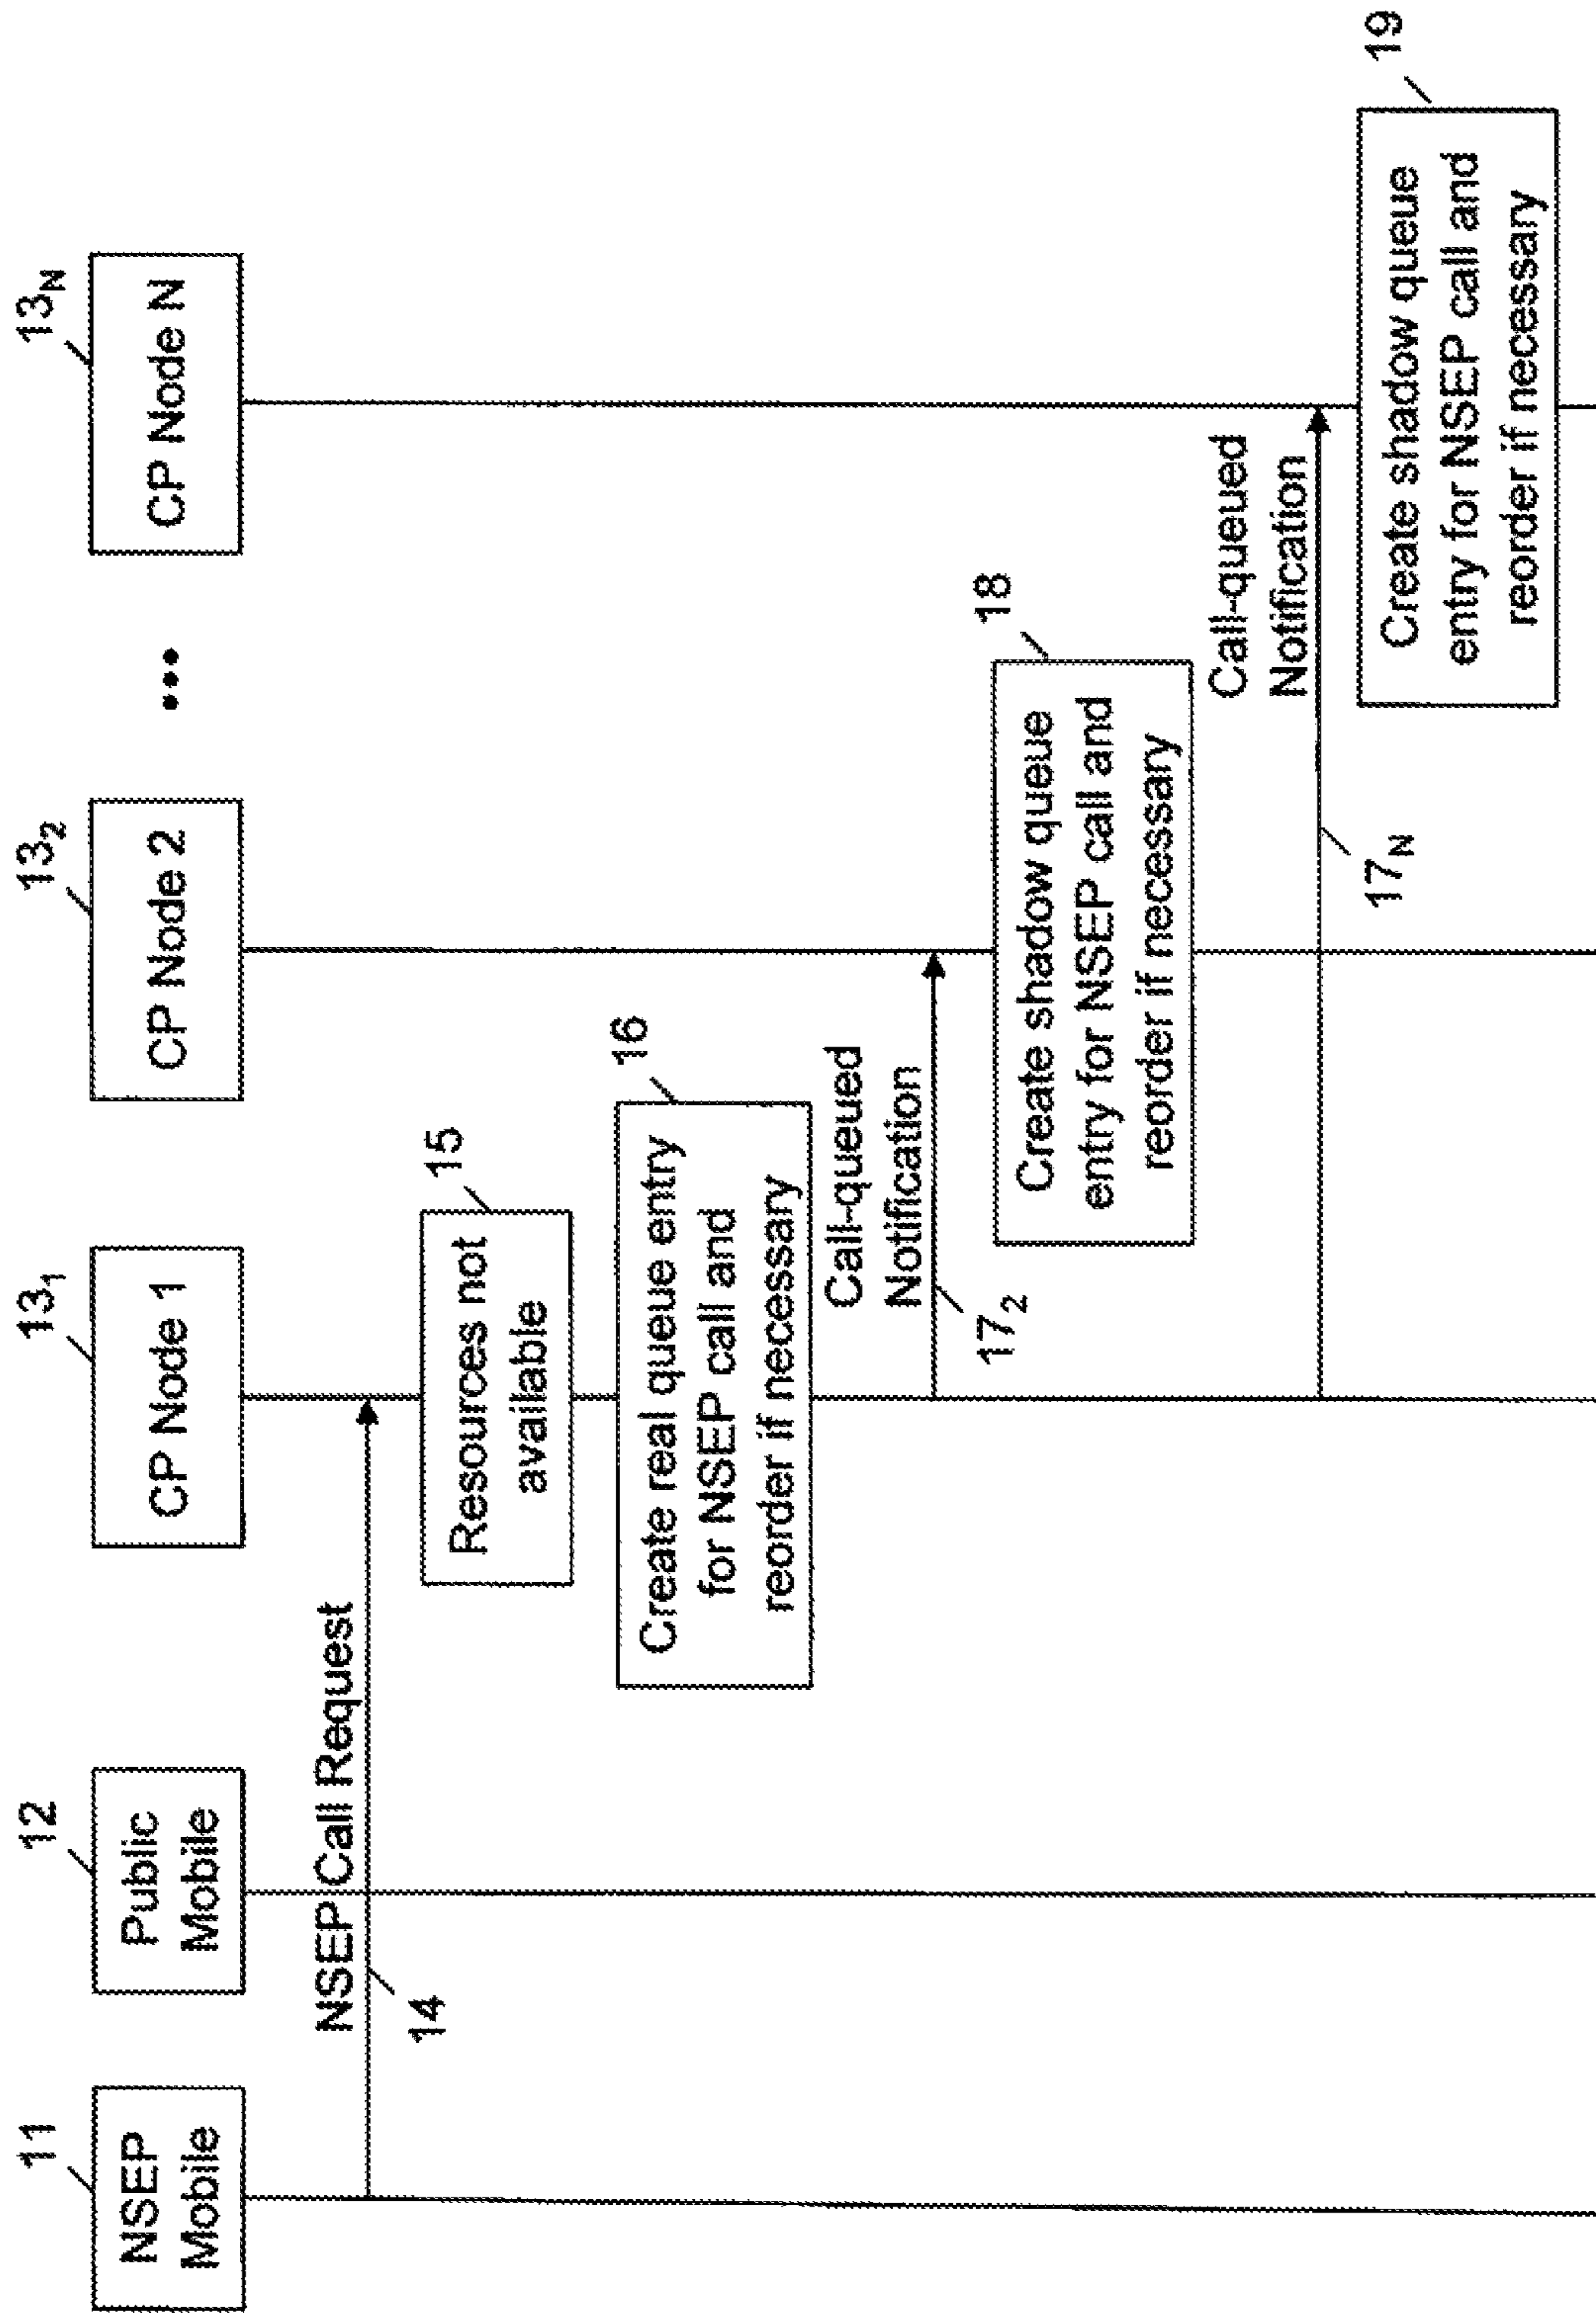 11
NSEP
Mobile
12
Public
Mobile
13₁
CP Node 1
13₂
CP Node 2
•••
13N
CP Node N
NSEP Call Request
14
15
Resources not
available
16
Create real queue entry
for NSEP call and
reorder if necessary
Call-queued
Notification
17₂
18
Create shadow queue
entry for NSEP call and
reorder if necessary
Call-queued
Notification
17N
19
Create shadow queue
entry for NSEP call and
reorder if necessary